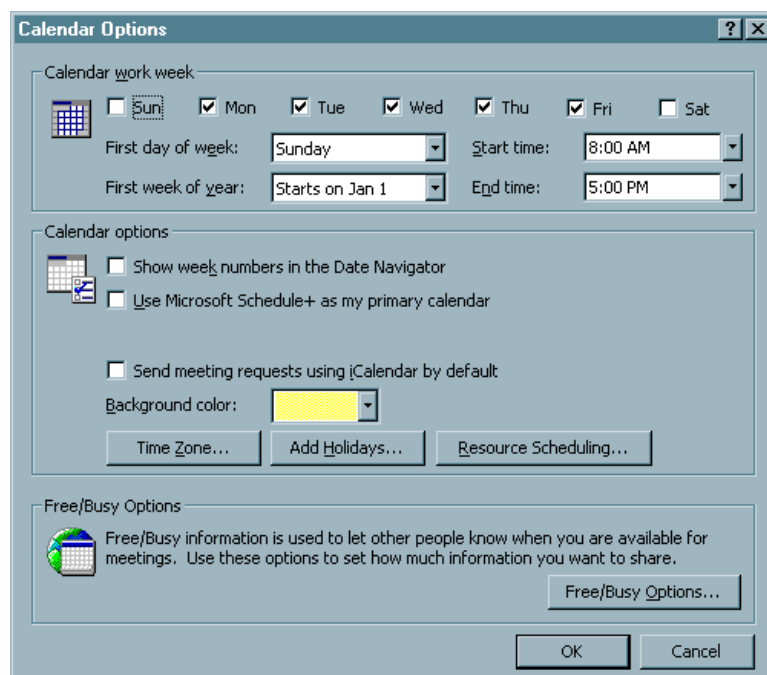 Calendar Options
Calendar work week
Sun Mon Tue Wed Thu Fri Sat
First day of week: Sunday Start time: 8:00 AM
First week of year: Starts on Jan 1 End time: 5:00 PM
Calendar options
Show week numbers in the Date Navigator
Use Microsoft Schedule+ as my primary calendar
Send meeting requests using iCalendar by default
Background color:
Time Zone... Add Holidays... Resource Scheduling...
Free/Busy Options
Free/Busy information is used to let other people know when you are available for
meetings. Use these options to set how much information you want to share.
Free/Busy Options...
OK Cancel